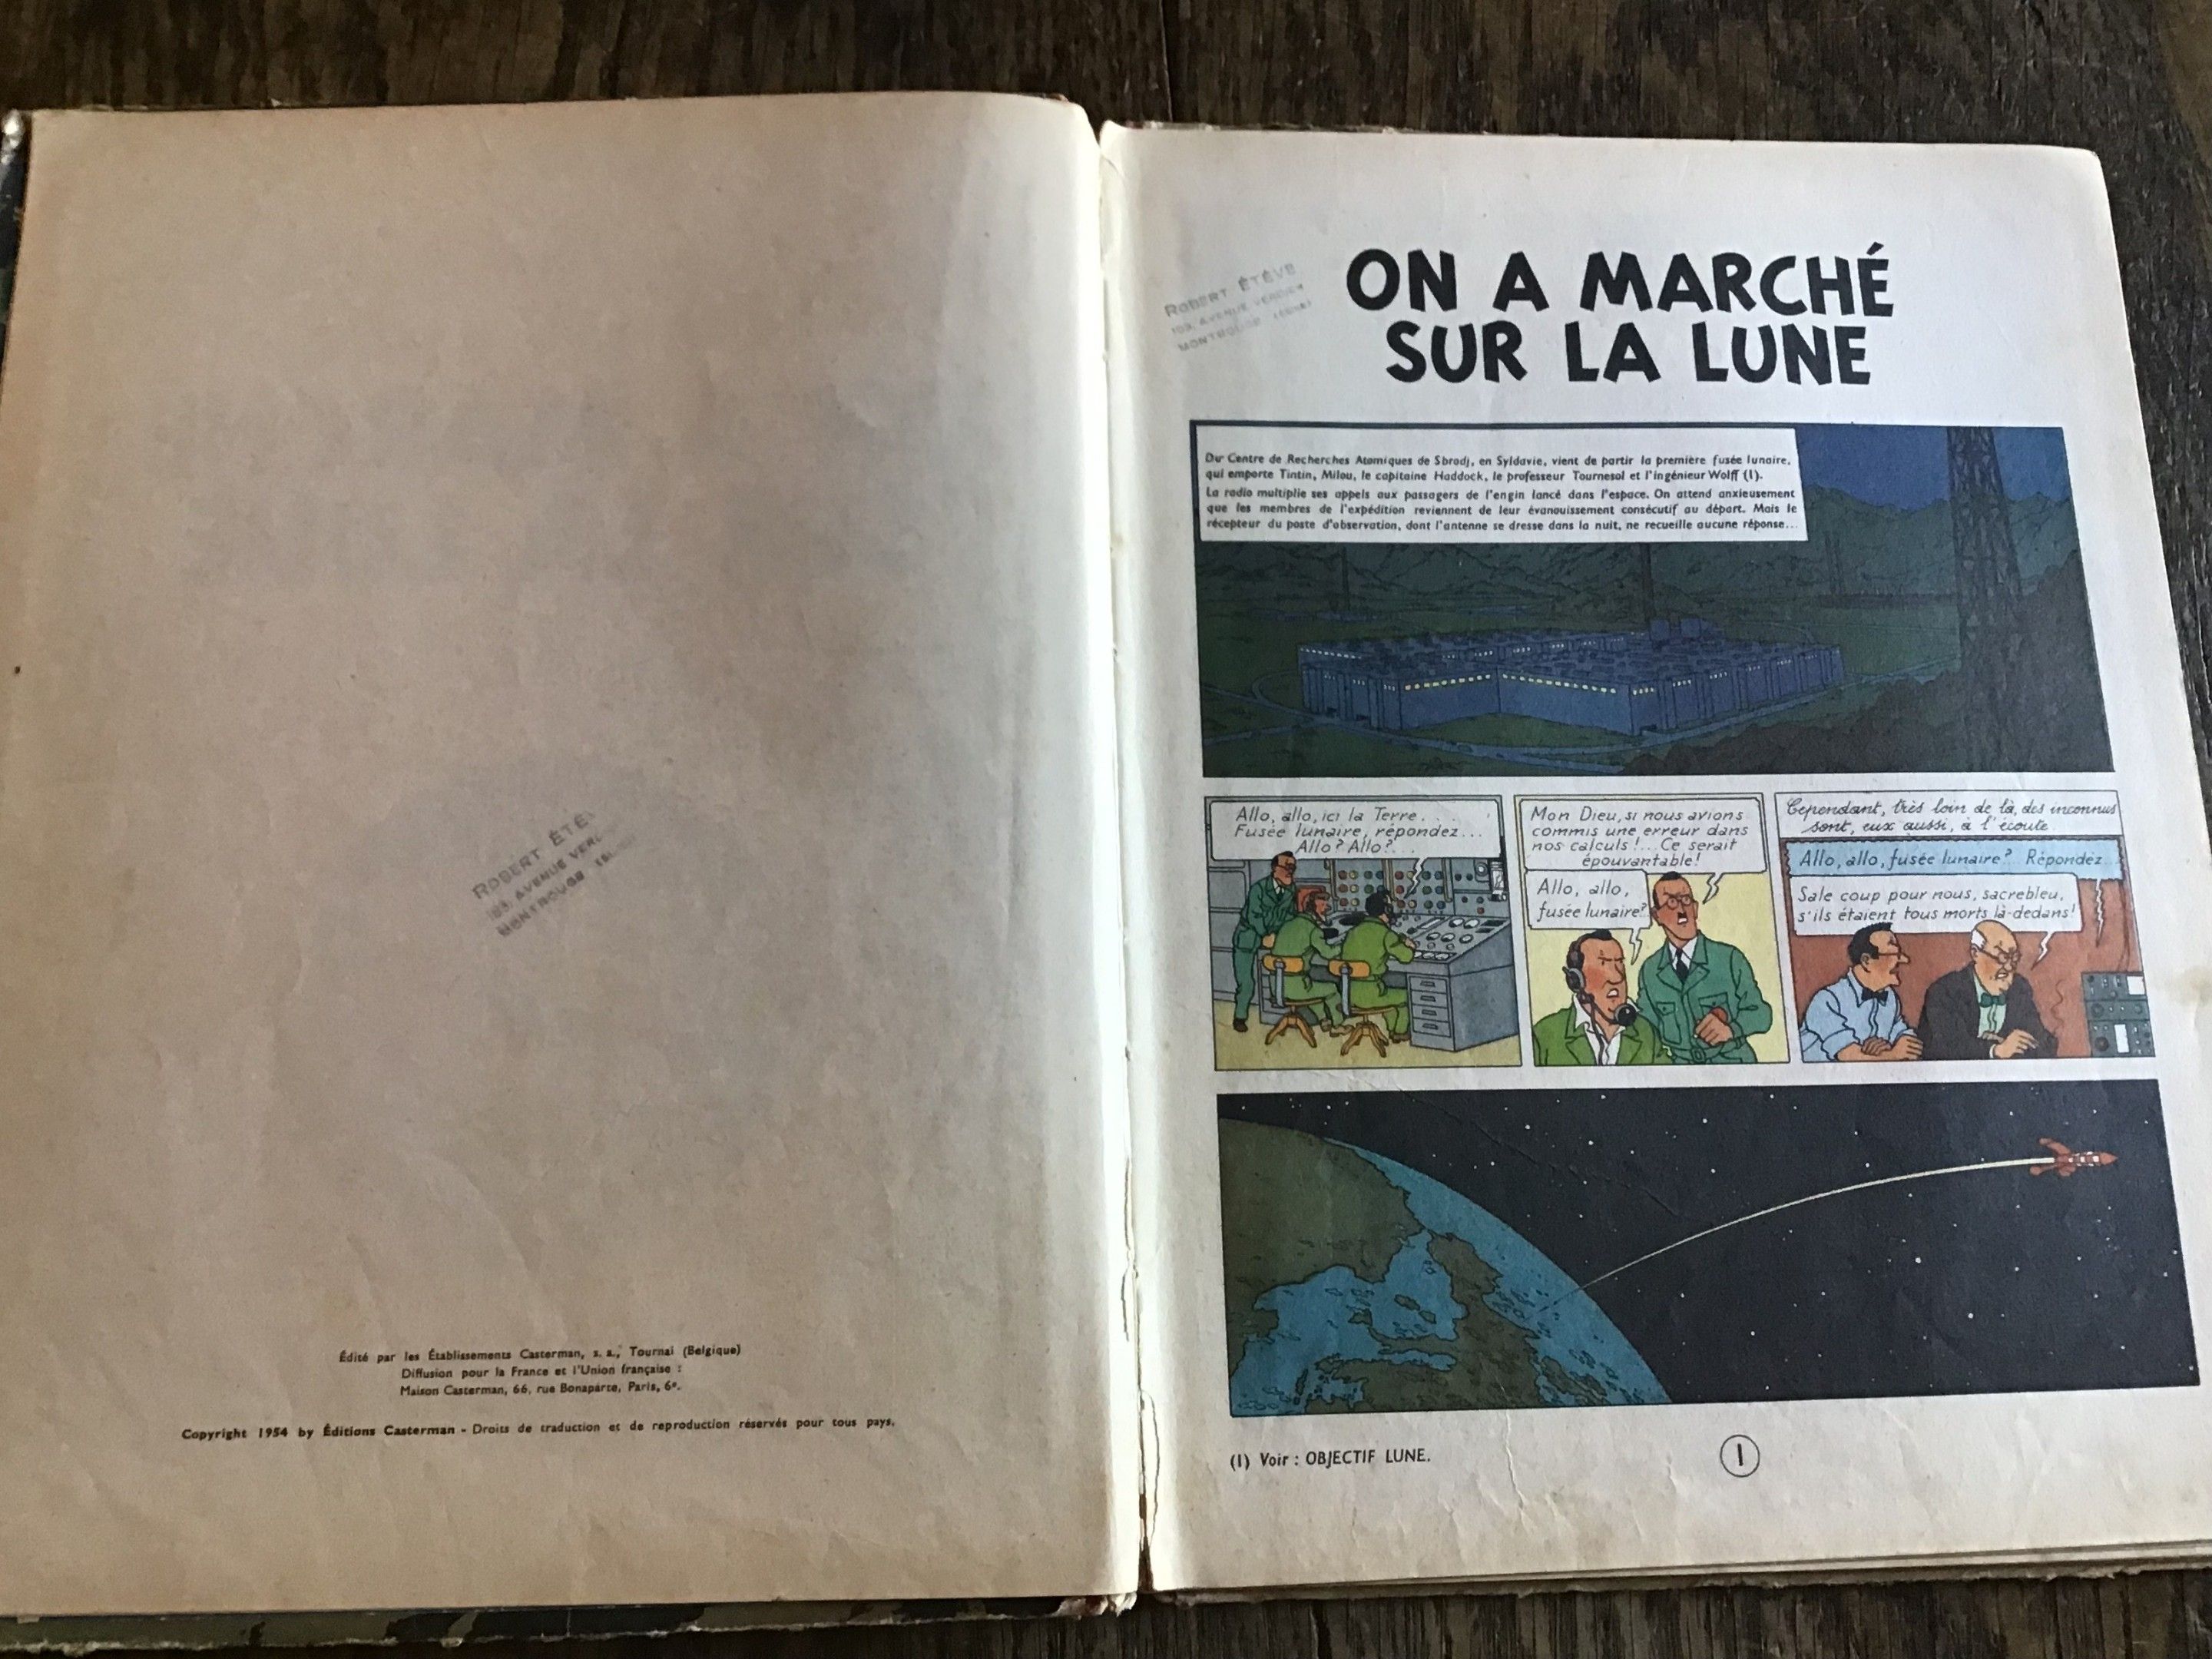 ROBERT ÉTÈVE
103, AVENUE VERDIER
MONTROUGE
Édité par les Établissements Casterman, s. a., Tournai (Belgique)
Diffusion pour la France et l'Union française :
Maison Casterman, 66, rue Bonaparte, Paris, 6e.
Copyright 1954 by Éditions Casterman - Droits de traduction et de reproduction réservés pour tous pays.
ROBERT ÉTÈVE
103, AVENUE VERDIER
MONTROUGE
ON A MARCHÉ
SUR LA LUNE
Du Centre de Recherches Atomiques de Sbrodj, en Syldavie, vient de partir la première fusée lunaire,
qui emporte Tintin, Milou, le capitaine Haddock, le professeur Tournesol et l'ingénieur Wolff (1).
La radio multiplie ses appels aux passagers de l'engin lancé dans l'espace. On attend anxieusement
que les membres de l'expédition reviennent de leur évanouissement consécutif au départ. Mais le
récepteur du poste d'observation, dont l'antenne se dresse dans la nuit, ne recueille aucune réponse...
Allo, allo, ici la Terre....
Fusée lunaire, répondez...
Allo? Allo?...
Mon Dieu, si nous avions
commis une erreur dans
nos calculs!... Ce serait
épouvantable!
Allo, allo,
fusée lunaire?
Cependant, très loin de là, des inconnus
sont, eux aussi, à l'écoute.
Allo, allo, fusée lunaire? Répondez...
Sale coup pour nous, sacrebleu,
s'ils étaient tous morts là-dedans!
(1) Voir : OBJECTIF LUNE.
1